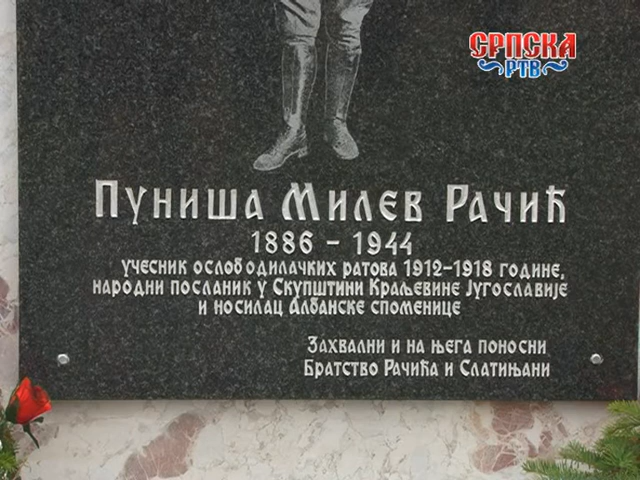 СРПСКА
РТВ
Пуниша Милев Рачић
1886 - 1944
учесник ослободилачких ратова 1912-1918 године,
народни посланик у Скупштини Краљевине Југославије
и носилац Албанске споменице
Захвални и на њега поносни
Братство Рачића и Слатињани